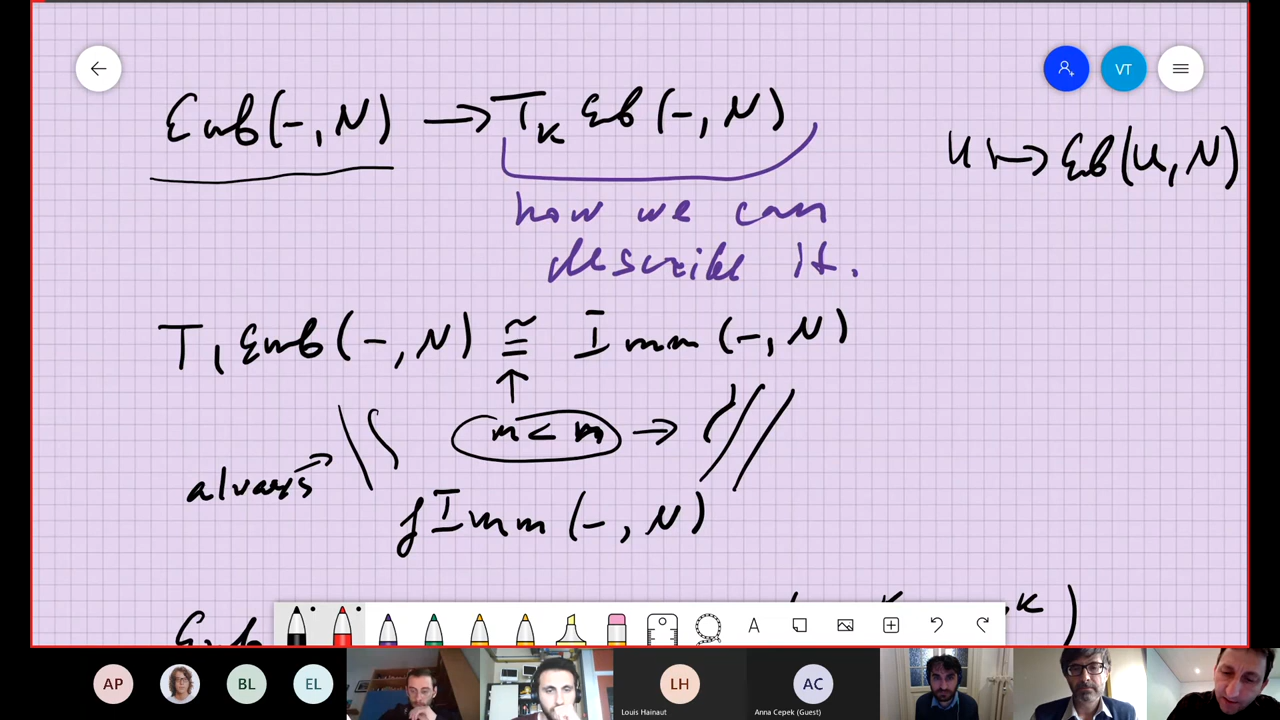 Emb(-, N) → T_K Emb(-, N)
U ↦ Emb(U, N)
how we can
describe it.
T_1 Emb(-, N) ≅ Imm(-, N)
↑
m < n →
always →
fImm(-, N)
Emb
K
K )
VT
A
AP
BL
EL
LH
AC
Louis Hainaut
Anna Cepek (Guest)